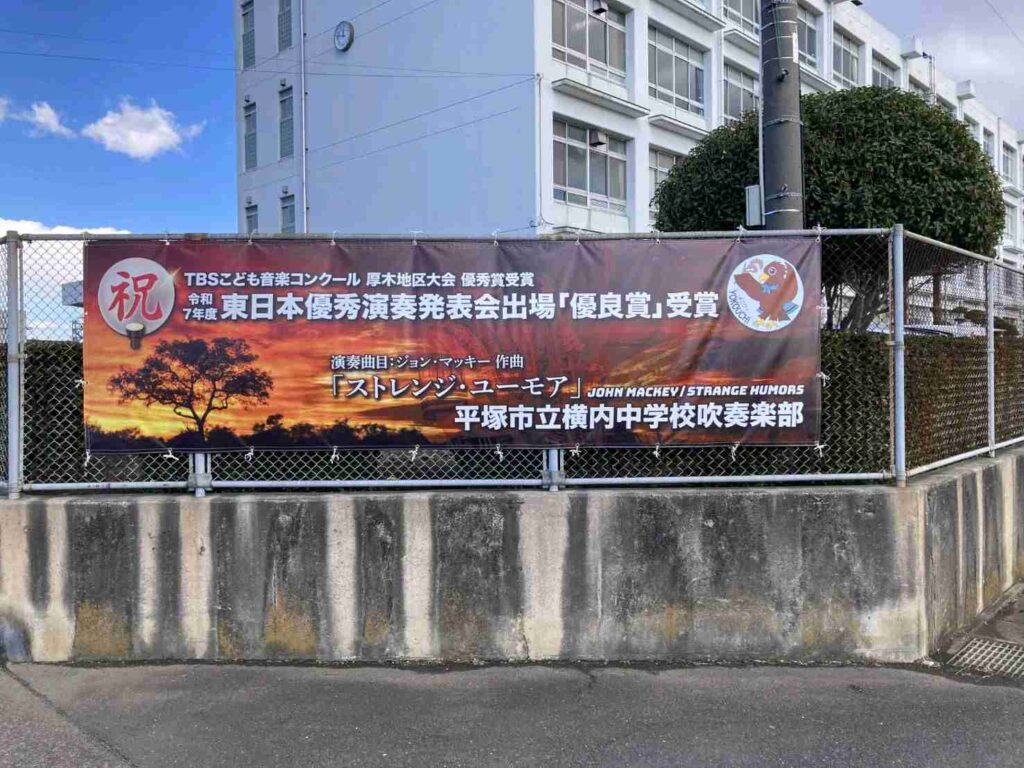 祝
TBSこども音楽コンクール 厚木地区大会 優秀賞受賞
令和7年度 東日本優秀演奏発表会出場「優良賞」受賞
YOKOUCHI
演奏曲目：ジョン・マッキー 作曲
「ストレンジ・ユーモア」JOHN MACKEY / STRANGE HUMORS
平塚市立横内中学校吹奏楽部